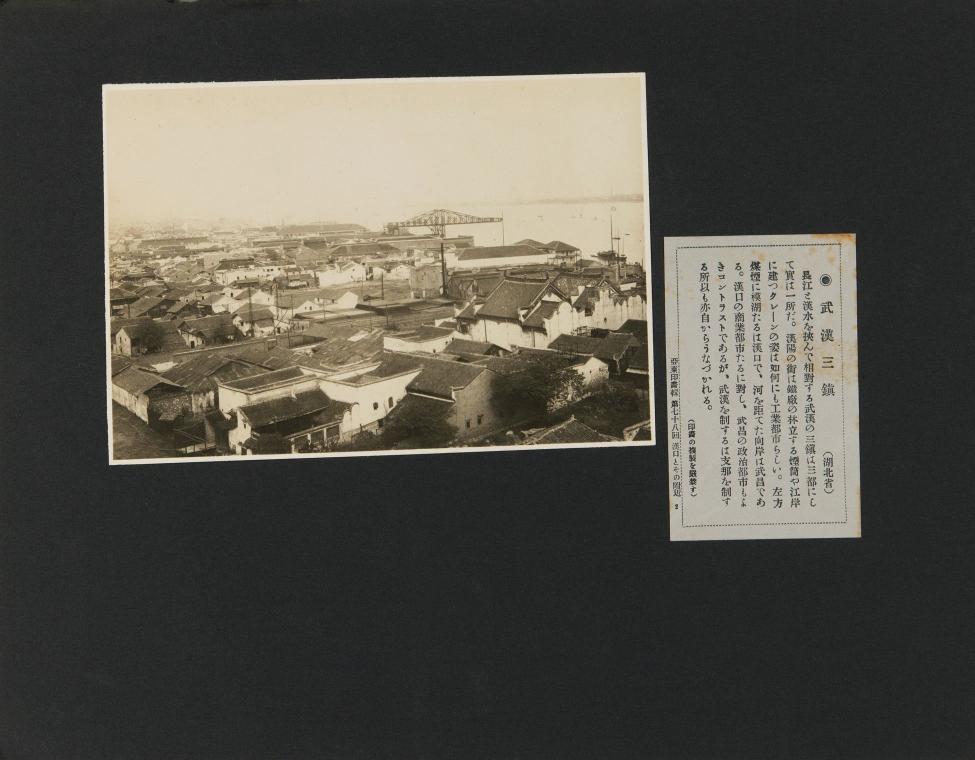 ◉ 武漢三鎭
(湖北省)
長江と漢水を挾んで相對する武漢の三鎭は三都にし
て實は一所だ。漢陽の街は鐵廠の林立する煙筒や江岸
に建つクレーンの姿は如何にも工業都市らしい。左方
煤煙に模湖たるは漢口で、河を距てた向岸は武昌であ
る。漢口の商業都市たるに對し、武昌の政治都市もよ
きコントラストであるが、武漢を制するは支那を制す
る所以も亦自からうなづかれる。
(印畫の複製を嚴禁す)
亞東印畫輯 第七十八回 漢口とその附近 2